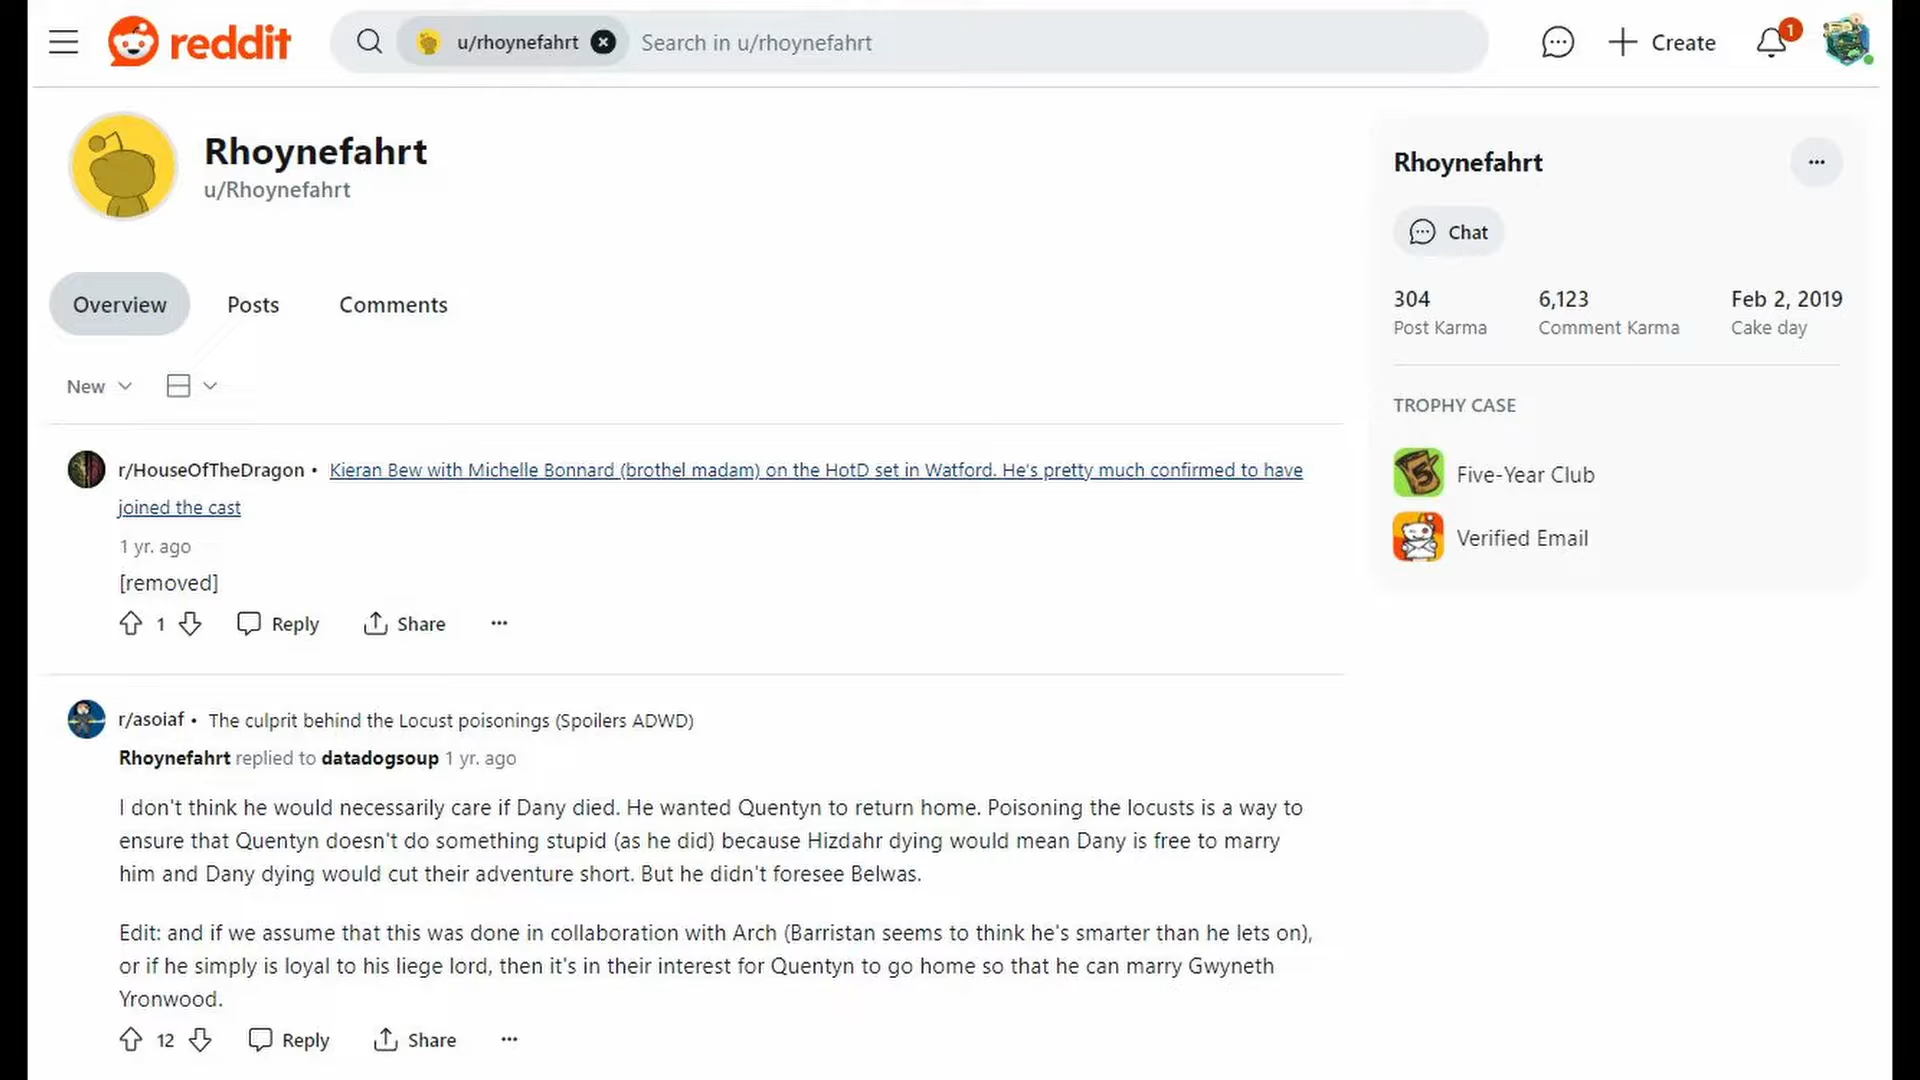 reddit
u/rhoynefahrt
Search in u/rhoynefahrt
Create
1
Rhoynefahrt
u/Rhoynefahrt
Overview
Posts
Comments
New
r/HouseOfTheDragon • Kieran Bew with Michelle Bonnard (brothel madam) on the HotD set in Watford. He's pretty much confirmed to have
joined the cast
1 yr. ago
[removed]
1
Reply
Share
r/asoiaf • The culprit behind the Locust poisonings (Spoilers ADWD)
Rhoynefahrt replied to datadogsoup 1 yr. ago
I don't think he would necessarily care if Dany died. He wanted Quentyn to return home. Poisoning the locusts is a way to
ensure that Quentyn doesn't do something stupid (as he did) because Hizdahr dying would mean Dany is free to marry
him and Dany dying would cut their adventure short. But he didn't foresee Belwas.
Edit: and if we assume that this was done in collaboration with Arch (Barristan seems to think he's smarter than he lets on),
or if he simply is loyal to his liege lord, then it's in their interest for Quentyn to go home so that he can marry Gwyneth
Yronwood.
12
Reply
Share
Rhoynefahrt
Chat
304
Post Karma
6,123
Comment Karma
Feb 2, 2019
Cake day
TROPHY CASE
5
Five-Year Club
Verified Email